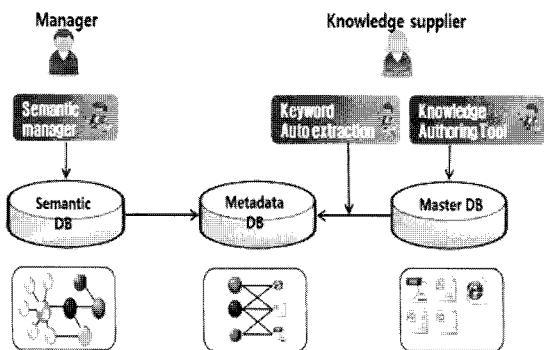 Manager
Knowledge supplier
Semantic
manager
Keyword
Auto extraction
Knowledge
Authoring Tool
Semantic
DB
Metadata
DB
Master DB